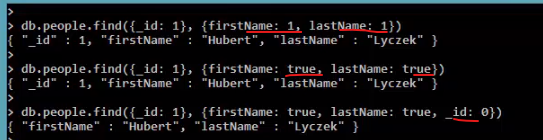 >
> db.people.find({_id: 1}, {firstName: 1, lastName: 1})
{ "_id" : 1, "firstName" : "Hubert", "lastName" : "Lyczek" }
>
> db.people.find({_id: 1}, {firstName: true, lastName: true})
{ "_id" : 1, "firstName" : "Hubert", "lastName" : "Lyczek" }
>
> db.people.find({_id: 1}, {firstName: true, lastName: true, _id: 0})
{ "firstName" : "Hubert", "lastName" : "Lyczek" }
>